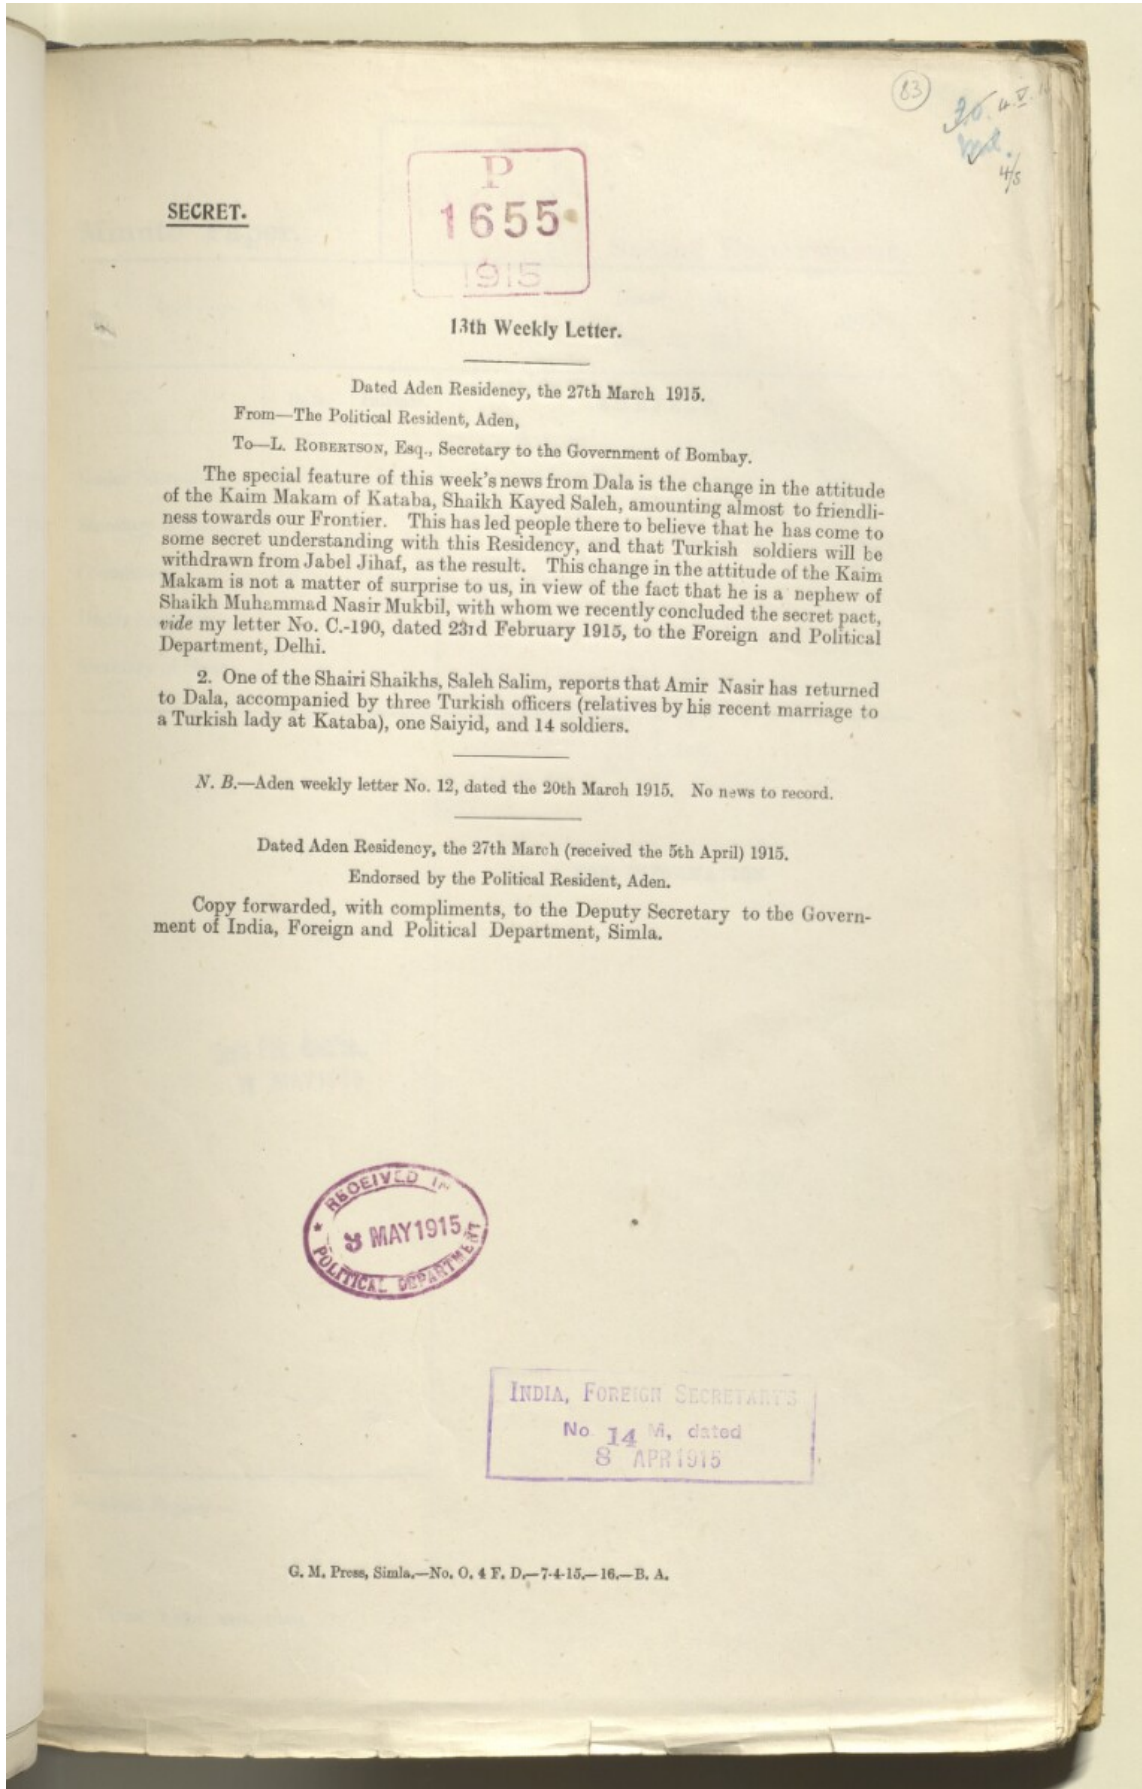 83
4/5
P
1655
1915
SECRET.
13th Weekly Letter.
Dated Aden Residency, the 27th March 1915.
From—The Political Resident, Aden,
To—L. ROBERTSON, Esq., Secretary to the Government of Bombay.
The special feature of this week's news from Dala is the change in the attitude
of the Kaim Makam of Kataba, Shaikh Kayed Saleh, amounting almost to friendli-
ness towards our Frontier. This has led people there to believe that he has come to
some secret understanding with this Residency, and that Turkish soldiers will be
withdrawn from Jabel Jihaf, as the result. This change in the attitude of the Kaim
Makam is not a matter of surprise to us, in view of the fact that he is a nephew of
Shaikh Muhammad Nasir Mukbil, with whom we recently concluded the secret pact,
vide my letter No. C.-190, dated 23rd February 1915, to the Foreign and Political
Department, Delhi.
2. One of the Shairi Shaikhs, Saleh Salim, reports that Amir Nasir has returned
to Dala, accompanied by three Turkish officers (relatives by his recent marriage to
a Turkish lady at Kataba), one Saiyid, and 14 soldiers.
N. B.—Aden weekly letter No. 12, dated the 20th March 1915. No news to record.
Dated Aden Residency, the 27th March (received the 5th April) 1915.
Endorsed by the Political Resident, Aden.
Copy forwarded, with compliments, to the Deputy Secretary to the Govern-
ment of India, Foreign and Political Department, Simla.
RECEIVED IN
MAY 1915
POLITICAL DEPARTMENT
INDIA, FOREIGN SECRETARY'S
No. 14 M, dated
8 APR 1915
G. M. Press, Simla.—No. O. 4 F. D.—7-4-15.—16.—B. A.